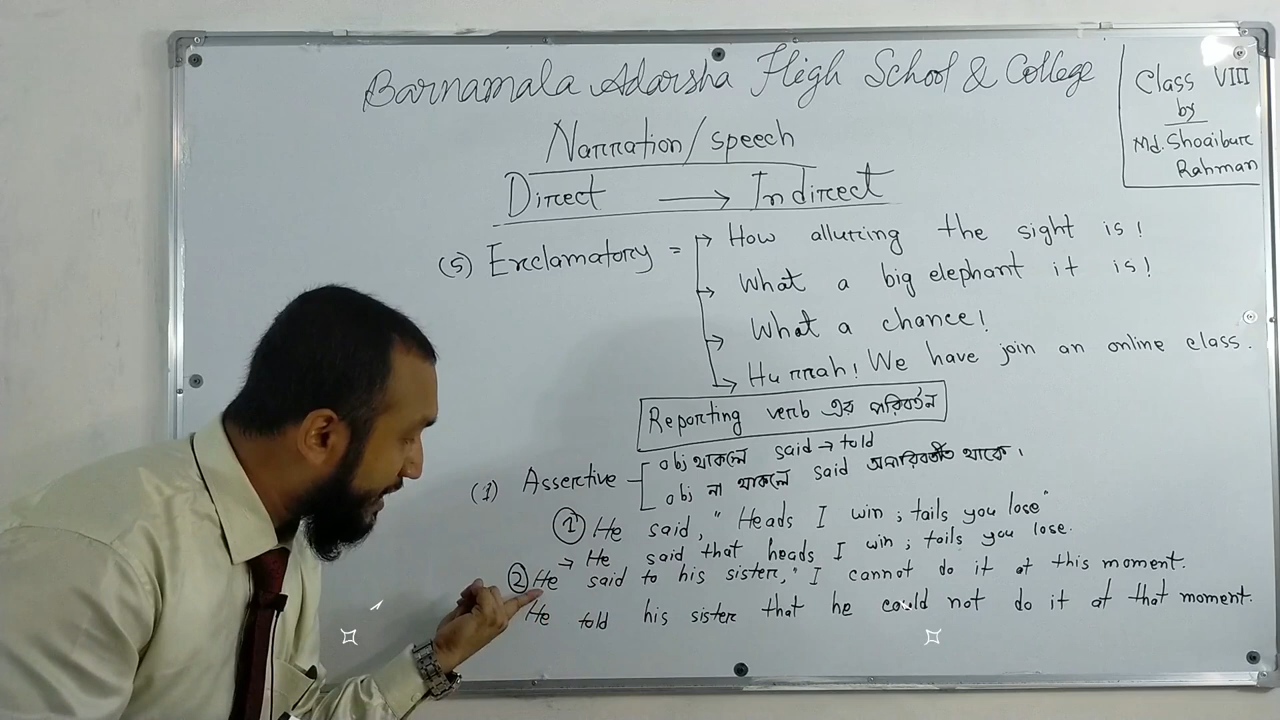 Barnamala Adarsha High School & College
Class VIII
by
Md. Shoaibur
Rahman
Narration/speech
Direct → Indirect
(5) Exclamatory = → How allurring the sight is!
→ What a big elephant it is!
→ What a chance!
→ Hurrah! We have join an online class.
Reporting verb এর পরিবর্তন
(1) Assertive obj থাকলে said → told
obj না থাকলে said অপরিবর্তীত থাকে।
① He said, "Heads I win ; tails you lose"
→ He said that heads I win ; tails you lose.
② He said to his sister, "I cannot do it at this moment.
He told his sister that he could not do it at that moment.